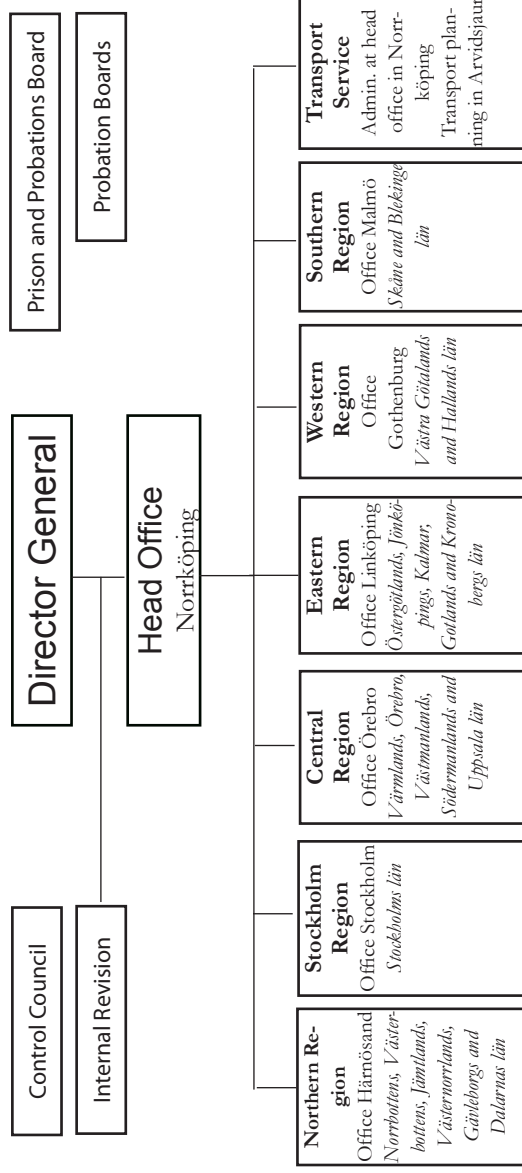 Control Council
Internal Revision
Director General
Prison and Probations Board
Probation Boards
Head Office
Norrköping
Northern Re-
gion
Office Härnösand
Norrbottens, Väster-
bottens, Jämtlands,
Västernorrlands,
Gävleborgs and
Dalarnas län
Stockholm
Region
Office Stockholm
Stockholms län
Central
Region
Office Örebro
Värmlands, Örebro,
Västmanlands,
Södermanlands and
Uppsala län
Eastern
Region
Office Linköping
Östergötlands, Jönkö-
pings, Kalmar,
Gotlands and Krono-
bergs län
Western
Region
Office
Gothenburg
Västra Götalands
and Hallands län
Southern
Region
Office Malmö
Skåne and Blekinge
län
Transport
Service
Admin. at head
office in Norr-
köping
Transport plan-
ning in Arvidsjaur